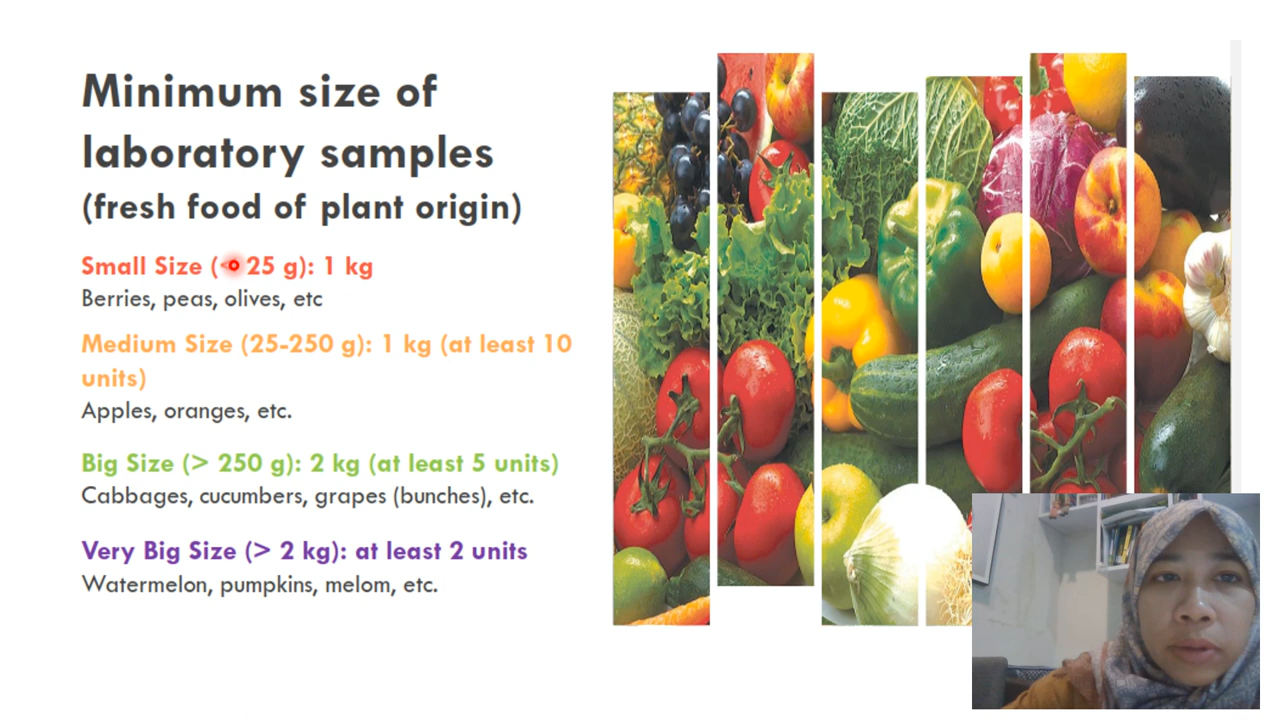 Minimum size of
laboratory samples
(fresh food of plant origin)
Small Size (< 25 g): 1 kg
Berries, peas, olives, etc
Medium Size (25-250 g): 1 kg (at least 10
units)
Apples, oranges, etc.
Big Size (> 250 g): 2 kg (at least 5 units)
Cabbages, cucumbers, grapes (bunches), etc.
Very Big Size (> 2 kg): at least 2 units
Watermelon, pumpkins, melom, etc.